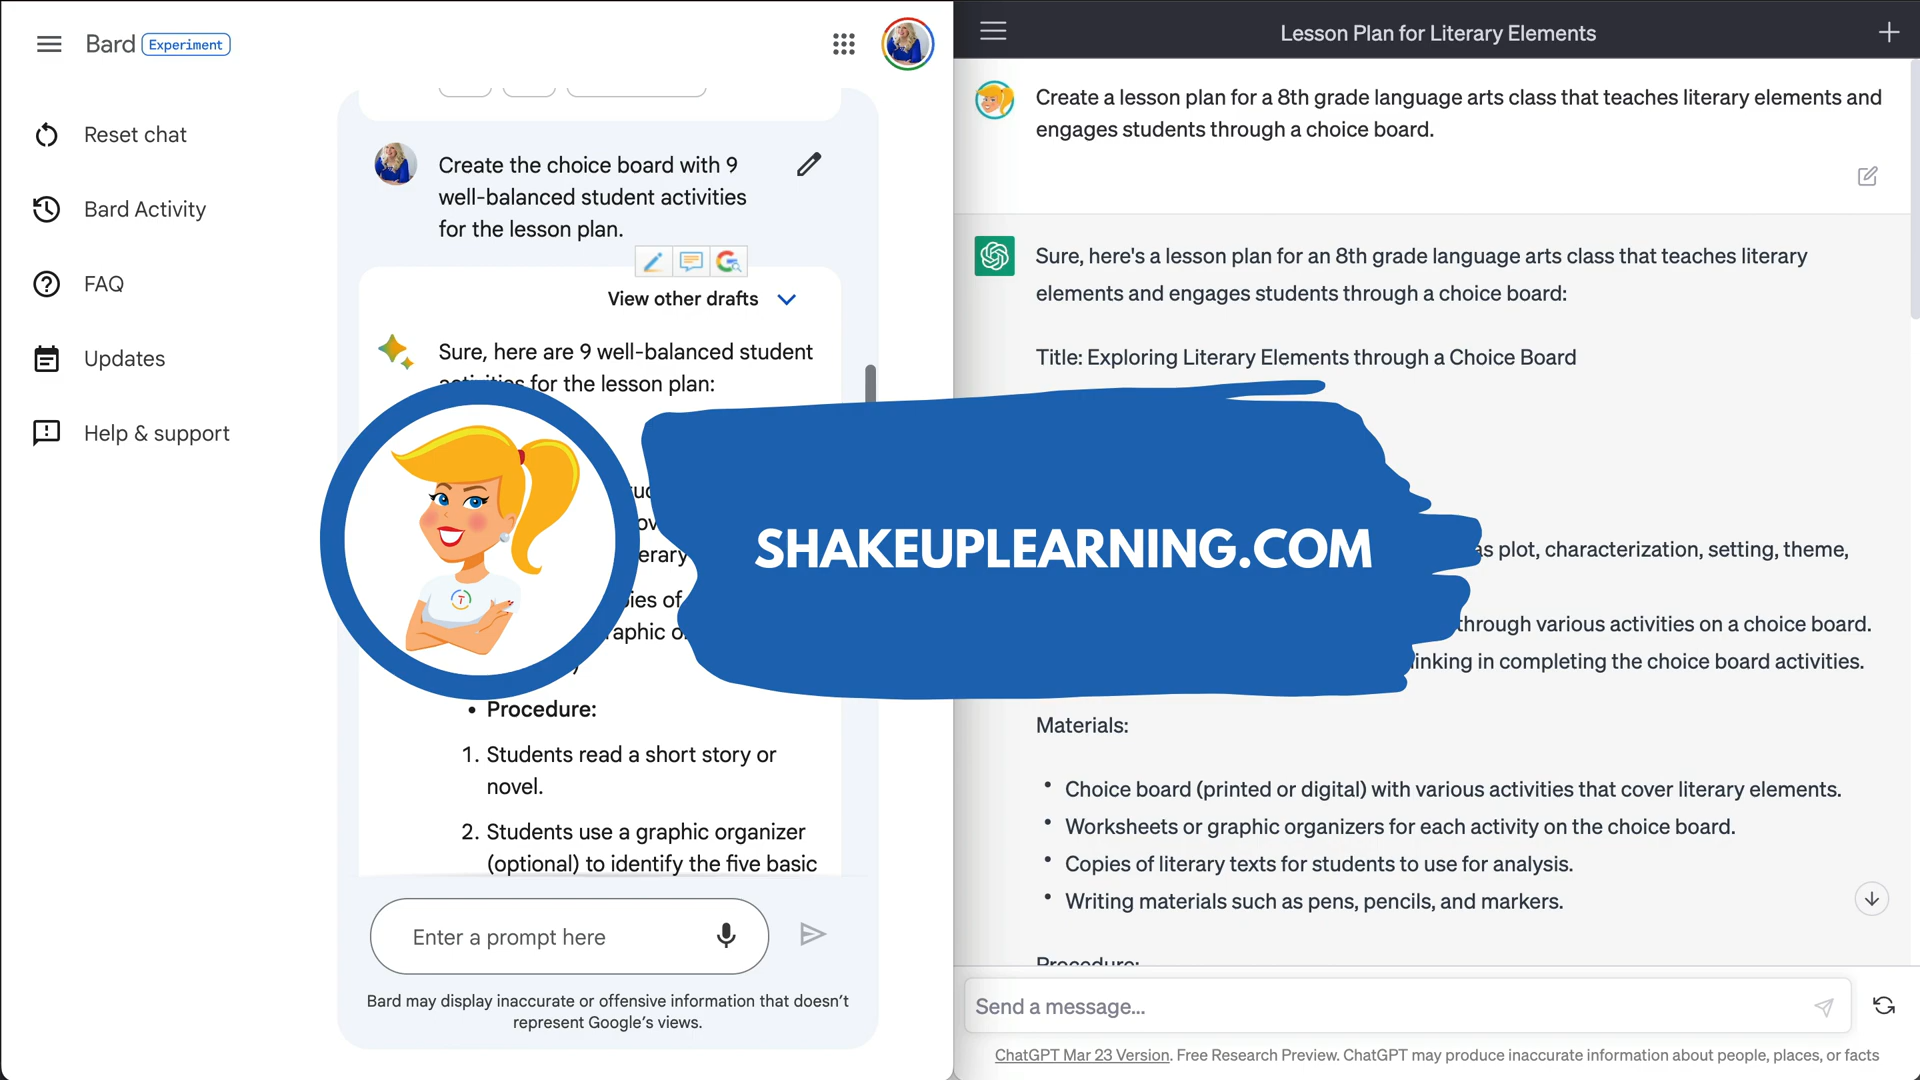 Bard Experiment
Reset chat
Bard Activity
FAQ
Updates
Help & support
Create the choice board with 9
well-balanced student activities
for the lesson plan.
View other drafts
Sure, here are 9 well-balanced student
activities for the lesson plan:
ies of
• Procedure:
1. Students read a short story or
novel.
2. Students use a graphic organizer
(optional) to identify the five basic
Enter a prompt here
Bard may display inaccurate or offensive information that doesn't
represent Google's views.
T
SHAKEUPLEARNING.COM
Lesson Plan for Literary Elements
Create a lesson plan for a 8th grade language arts class that teaches literary elements and
engages students through a choice board.
Sure, here's a lesson plan for an 8th grade language arts class that teaches literary
elements and engages students through a choice board:
Title: Exploring Literary Elements through a Choice Board
as plot, characterization, setting, theme,
through various activities on a choice board.
inking in completing the choice board activities.
Materials:
• Choice board (printed or digital) with various activities that cover literary elements.
• Worksheets or graphic organizers for each activity on the choice board.
• Copies of literary texts for students to use for analysis.
• Writing materials such as pens, pencils, and markers.
Procedure:
Send a message...
ChatGPT Mar 23 Version. Free Research Preview. ChatGPT may produce inaccurate information about people, places, or facts